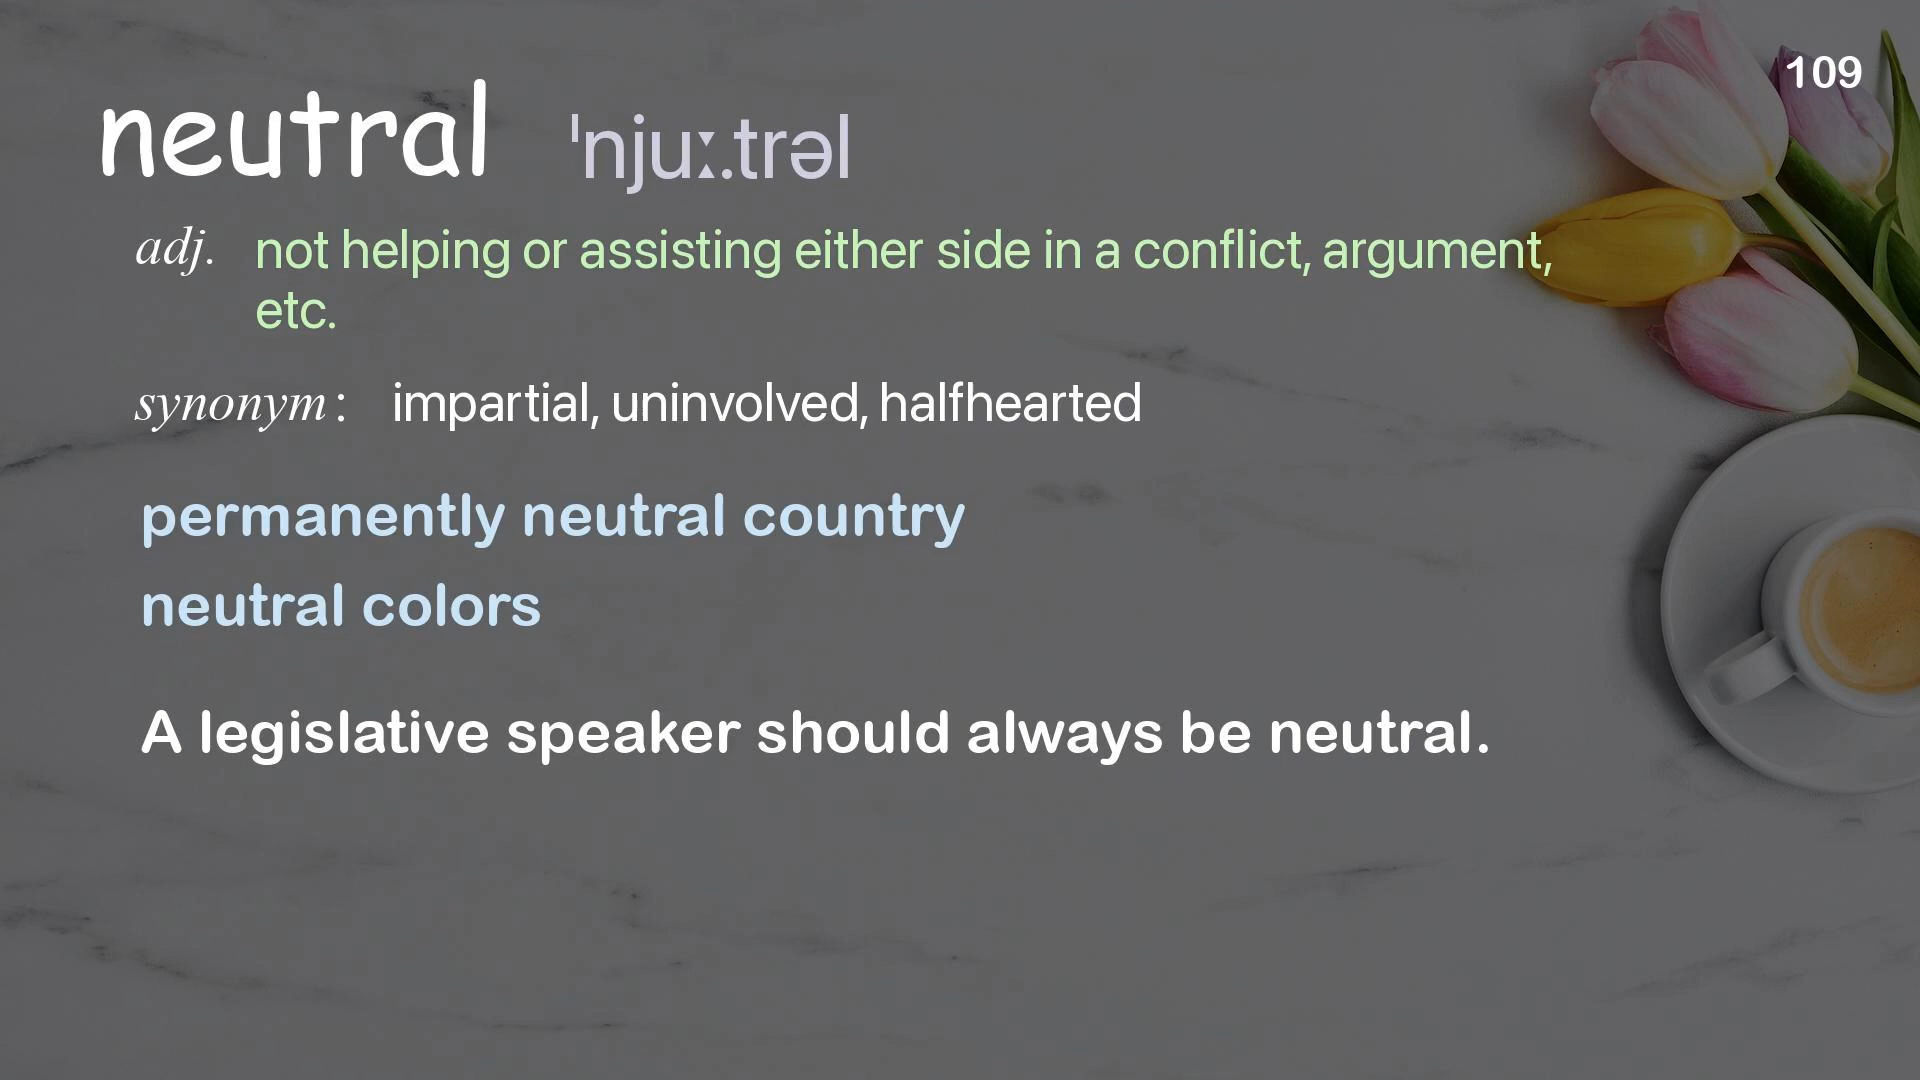 109
neutral ˈnjuː.trəl
adj. not helping or assisting either side in a conflict, argument,
etc.
synonym: impartial, uninvolved, halfhearted
permanently neutral country
neutral colors
A legislative speaker should always be neutral.